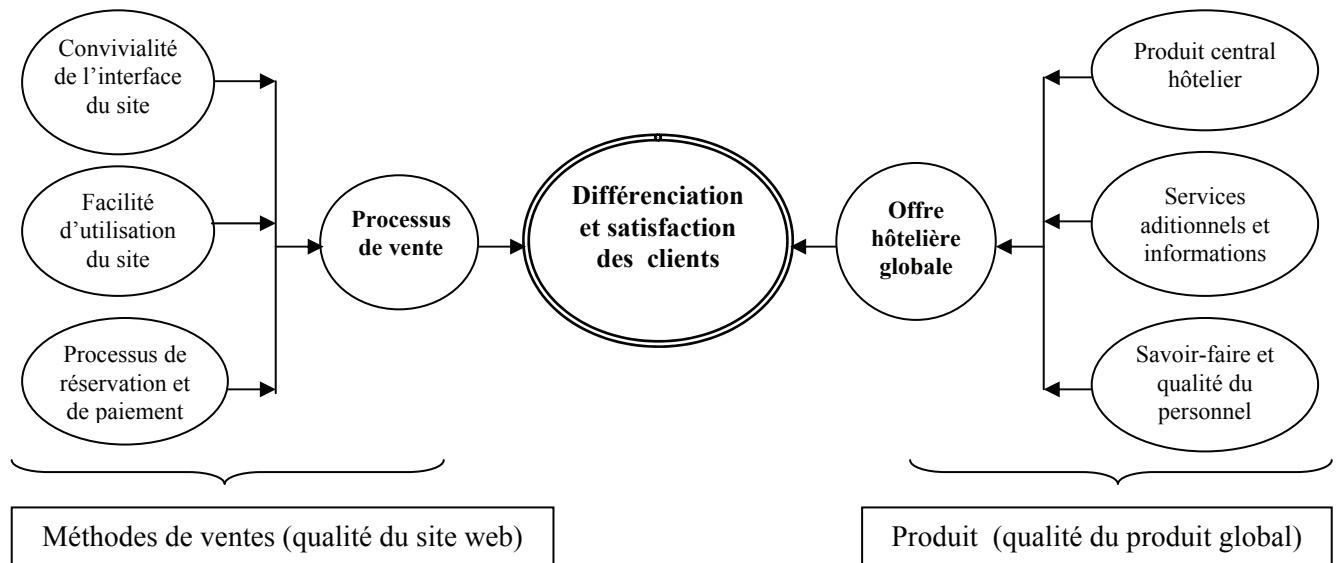 Convivialité
de l’interface
du site
Facilité
d’utilisation
du site
Processus de
réservation et
de paiement
Processus
de vente
Différenciation
et satisfaction
des clients
Offre
hôtelière
globale
Produit central
hôtelier
Services
aditionnels et
informations
Savoir-faire et
qualité du
personnel
Méthodes de ventes (qualité du site web)
Produit (qualité du produit global)